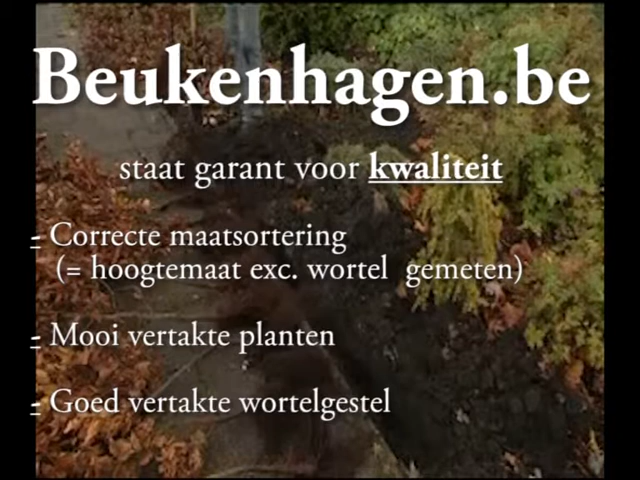 Beukenhagen.be
staat garant voor kwaliteit
- Correcte maatsortering
(= hoogtemaat exc. wortel gemeten)
- Mooi vertakte planten
- Goed vertakte wortelgestel